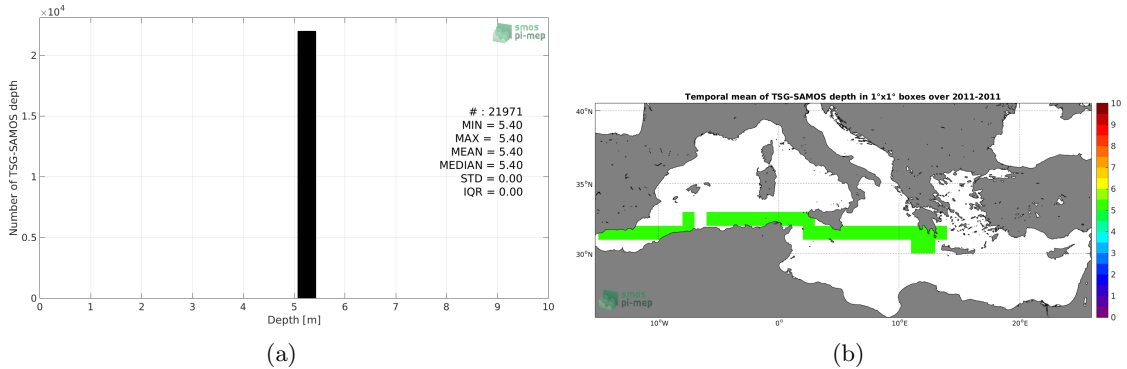 ×10⁴
2
1.5
1
0.5
0
Number of TSG-SAMOS depth
smos
pi-mep
# : 21971
MIN = 5.40
MAX = 5.40
MEAN = 5.40
MEDIAN = 5.40
STD = 0.00
IQR = 0.00
0 1 2 3 4 5 6 7 8 9 10
Depth [m]
(a)
Temporal mean of TSG-SAMOS depth in 1°x1° boxes over 2011-2011
40°N
35°N
30°N
10°W 0° 10°E 20°E
smos
pi-mep
10
9
8
7
6
5
4
3
2
1
0
(b)